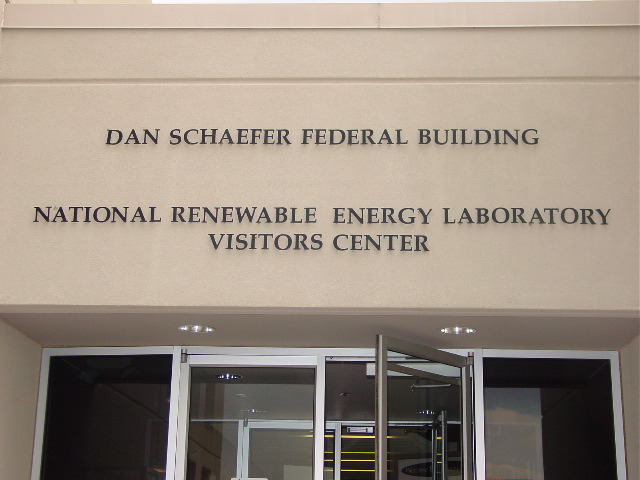 DAN SCHAEFER FEDERAL BUILDING
NATIONAL RENEWABLE ENERGY LABORATORY
VISITORS CENTER